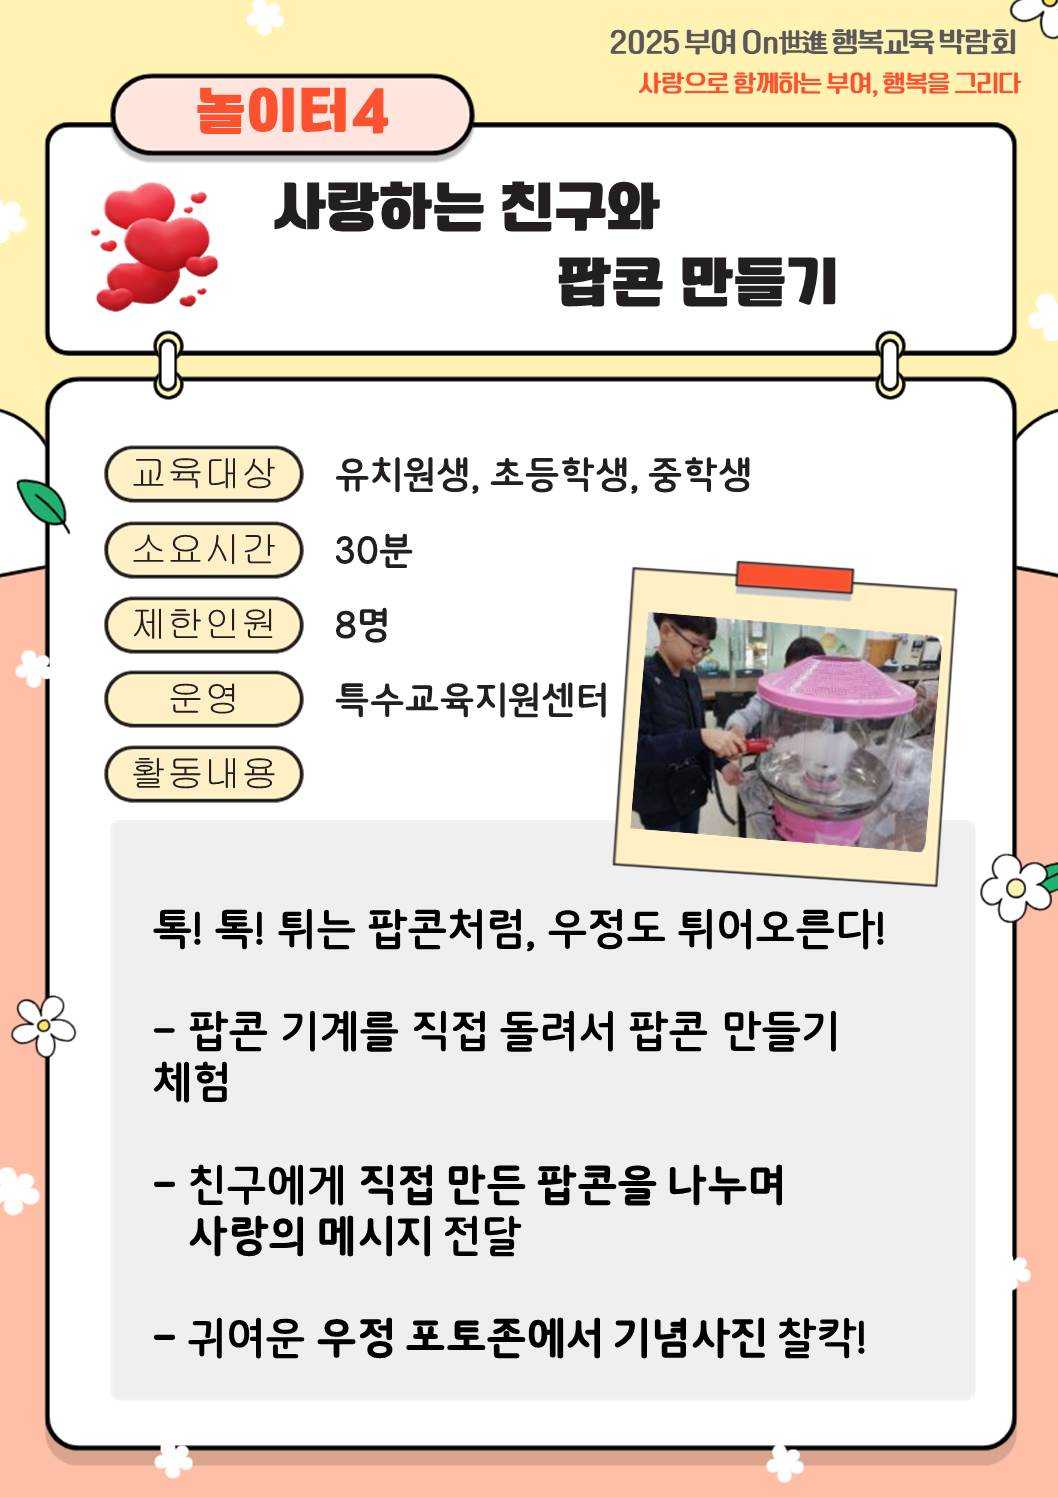 2025 부여 On世進 행복교육 박람회
사랑으로 함께하는 부여, 행복을 그리다
놀이터4
사랑하는 친구와
팝콘 만들기
교육대상 유치원생, 초등학생, 중학생
소요시간 30분
제한인원 8명
운영 특수교육지원센터
활동내용
톡! 톡! 튀는 팝콘처럼, 우정도 튀어오른다!
- 팝콘 기계를 직접 돌려서 팝콘 만들기
체험
- 친구에게 직접 만든 팝콘을 나누며
사랑의 메시지 전달
- 귀여운 우정 포토존에서 기념사진 찰칵!